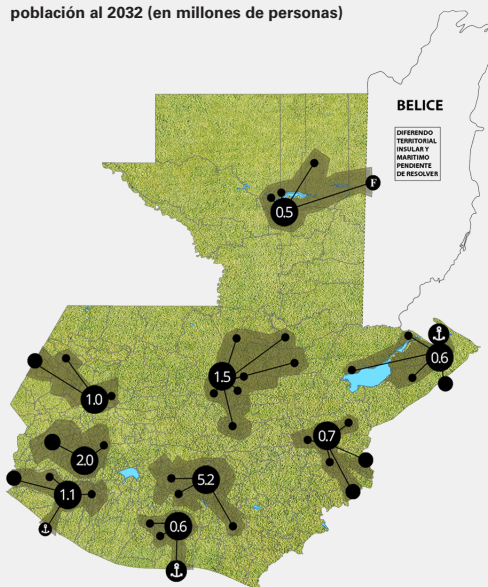 población al 2032 (en millones de personas)
BELICE
DIFERENDO
TERRITORIAL
INSULAR Y
MARITIMO
PENDIENTE
DE RESOLVER
F
0.5
0.6
1.5
1.0
0.7
2.0
5.2
1.1
0.6